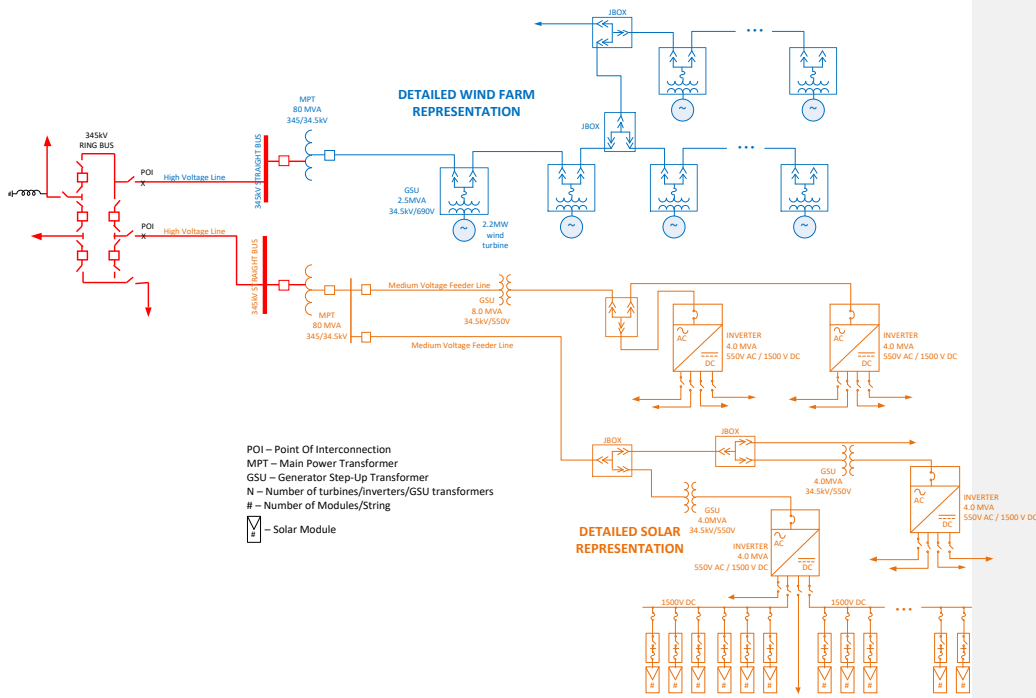 JBOX
MPT
80 MVA
345/34.5kV
DETAILED WIND FARM
REPRESENTATION
~
~
345kV
RING BUS
JBOX
345kV STRAIGHT BUS
POI
X
High Voltage Line
GSU
2.5MVA
34.5kV/690V
2.2MW
wind
turbine
~
~
~
~
POI
X
High Voltage Line
345kV STRAIGHT BUS
MPT
80 MVA
345/34.5kV
Medium Voltage Feeder Line
GSU
8.0 MVA
34.5kV/550V
Medium Voltage Feeder Line
AC
DC
INVERTER
4.0 MVA
550V AC / 1500 V DC
AC
DC
INVERTER
4.0 MVA
550V AC / 1500 V DC
JBOX
JBOX
GSU
4.0MVA
34.5kV/550V
AC
DC
INVERTER
4.0 MVA
550V AC / 1500 V DC
GSU
4.0MVA
34.5kV/550V
DETAILED SOLAR
REPRESENTATION
INVERTER
4.0 MVA
550V AC / 1500 V DC
AC
DC
POI – Point Of Interconnection
MPT – Main Power Transformer
GSU – Generator Step-Up Transformer
N – Number of turbines/inverters/GSU transformers
# – Number of Modules/String
# – Solar Module
1500V DC
1500V DC
# # # # # # # # # # #